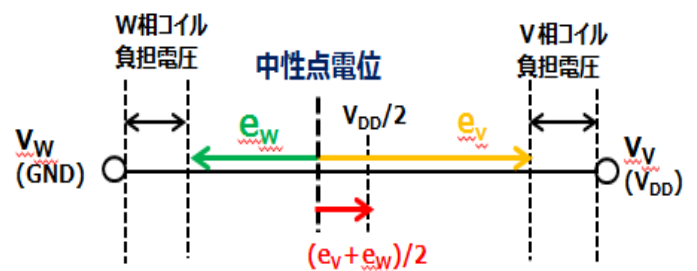 W相コイル
負担電圧
V相コイル
負担電圧
中性点電位
VW
(GND)
eW
VDD/2
eV
VV
(VDD)
(eV+eW)/2